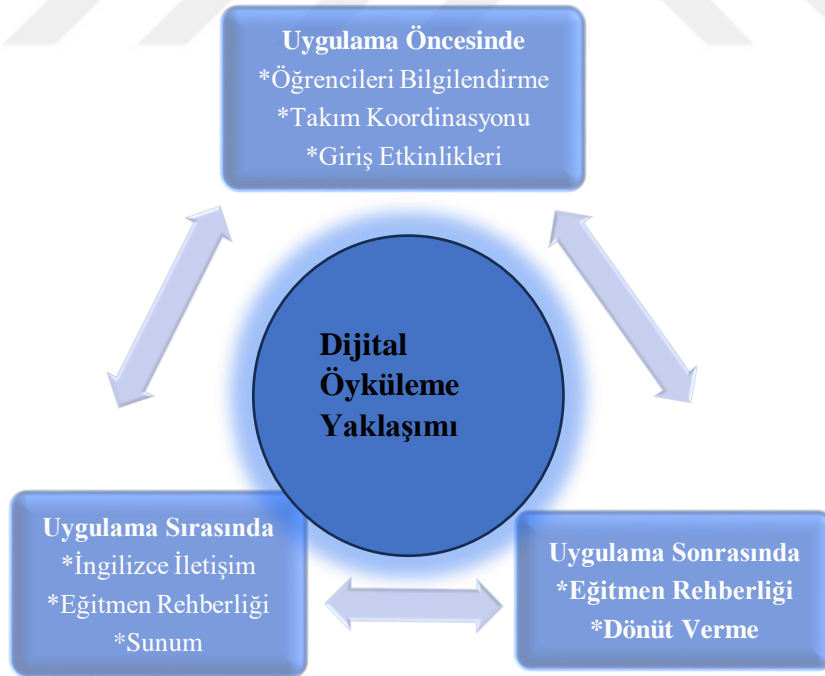 Uygulama Öncesinde
*Öğrencileri Bilgilendirme
*Takım Koordinasyonu
*Giriş Etkinlikleri
Dijital
Öyküleme
Yaklaşımı
Uygulama Sırasında
*İngilizce İletişim
*Eğitmen Rehberliği
*Sunum
Uygulama Sonrasında
*Eğitmen Rehberliği
*Dönüt Verme